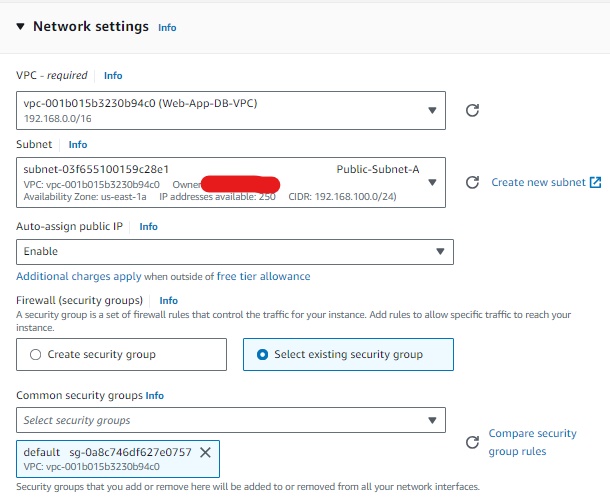 Network settings Info
VPC - required Info
vpc-001b015b3230b94c0 (Web-App-DB-VPC)
192.168.0.0/16
Subnet Info
subnet-03f655100159c28e1 Public-Subnet-A
VPC: vpc-001b015b3230b94c0 Owner
Create new subnet
Availability Zone: us-east-1a IP addresses available: 250 CIDR: 192.168.100.0/24)
Auto-assign public IP Info
Enable
Additional charges apply when outside of free tier allowance
Firewall (security groups) Info
A security group is a set of firewall rules that control the traffic for your instance. Add rules to allow specific traffic to reach your
instance.
Create security group
Select existing security group
Common security groups Info
Select security groups
Compare security
group rules
default sg-0a8c746df627e0757
VPC: vpc-001b015b3230b94c0
Security groups that you add or remove here will be added to or removed from all your network interfaces.